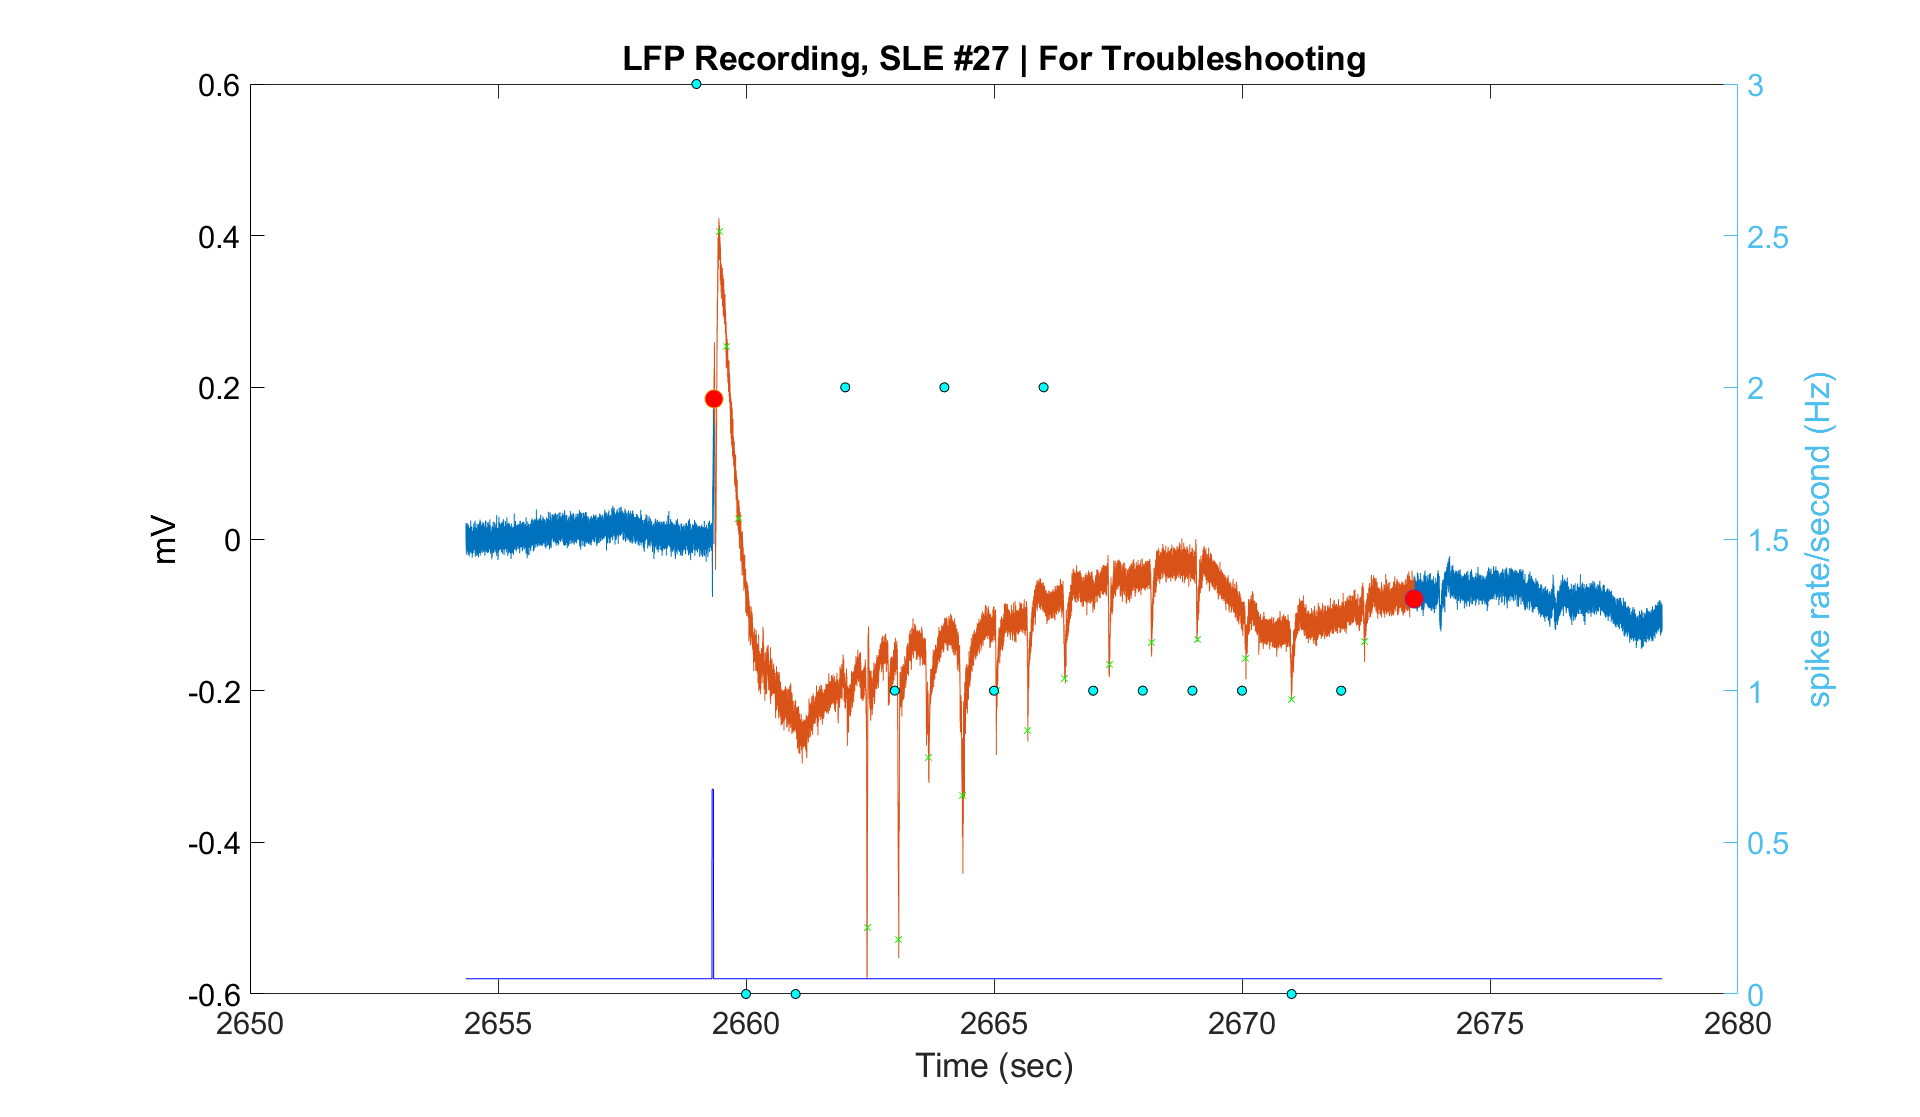 LFP Recording, SLE #27 | For Troubleshooting
0.6
0.4
0.2
0
-0.2
-0.4
-0.6
mV
3
2.5
2
1.5
1
0.5
0
spike rate/second (Hz)
2650 2655 2660 2665 2670 2675 2680
Time (sec)